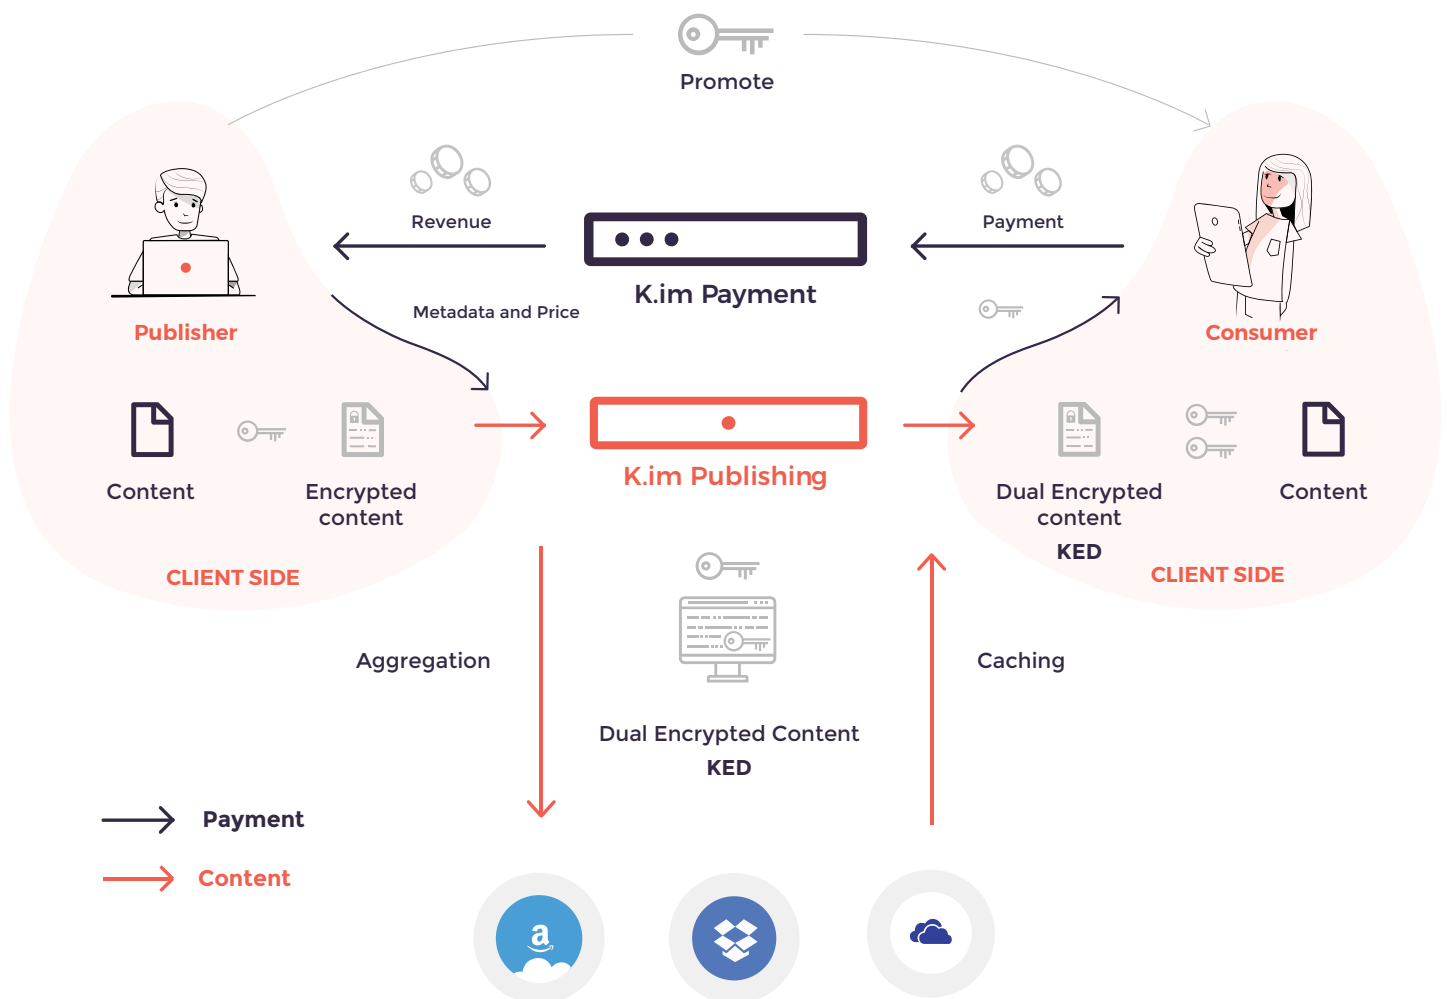 Promote
Revenue
Payment
K.im Payment
Metadata and Price
Publisher
Consumer
K.im Publishing
Content
Encrypted
content
Dual Encrypted
content
KED
Content
CLIENT SIDE
CLIENT SIDE
Aggregation
Caching
Dual Encrypted Content
KED
Payment
Content
a